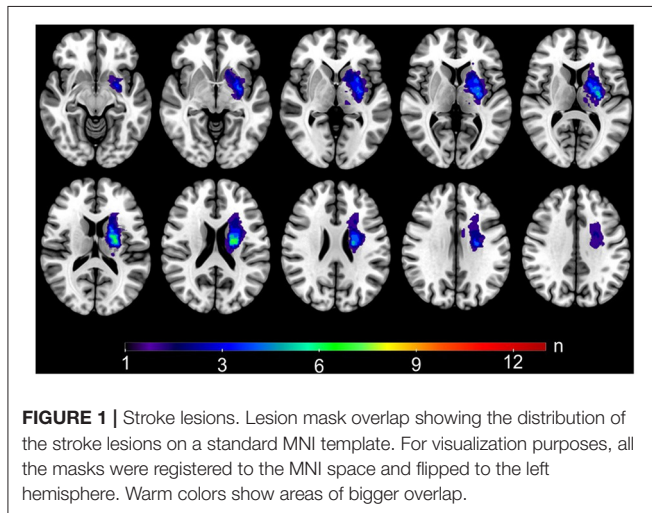 1 3 6 9 12 n
FIGURE 1 | Stroke lesions. Lesion mask overlap showing the distribution of
the stroke lesions on a standard MNI template. For visualization purposes, all
the masks were registered to the MNI space and flipped to the left
hemisphere. Warm colors show areas of bigger overlap.